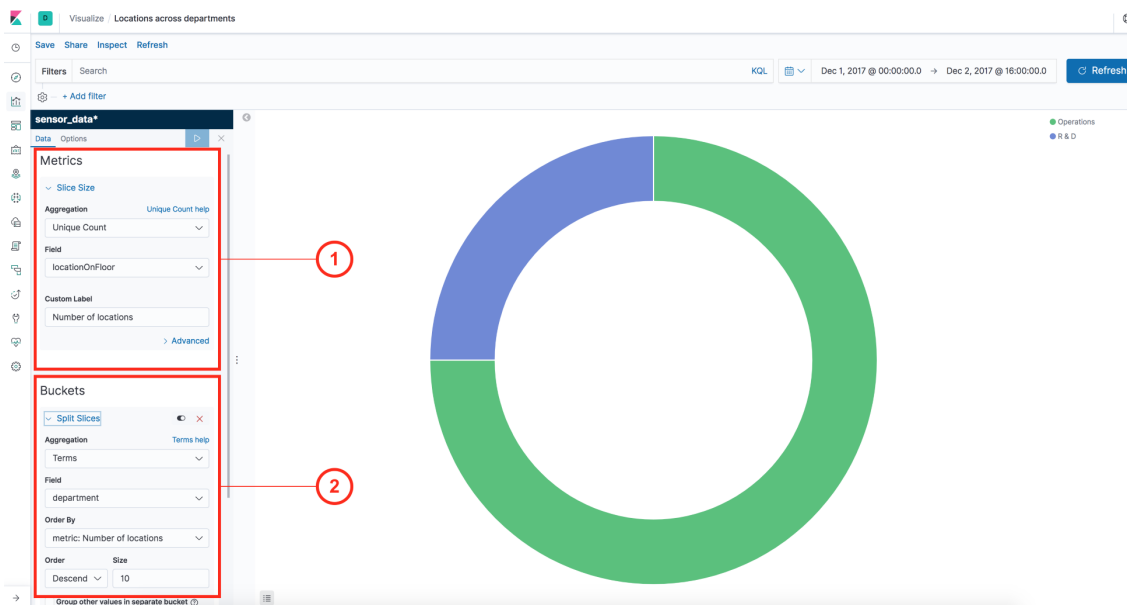 D Visualize / Locations across departments
Save Share Inspect Refresh
Filters Search KQL Dec 1, 2017 @ 00:00:00.0 → Dec 2, 2017 @ 16:00:00.0 Refresh
+ Add filter
sensor_data*
Data Options
Metrics
Slice Size
Aggregation Unique Count help
Unique Count
Field
locationOnFloor
Custom Label
Number of locations
> Advanced
1
Buckets
Split Slices
Aggregation Terms help
Terms
Field
department
Order By
metric: Number of locations
Order Size
Descend 10
Group other values in separate bucket
2
Operations
R & D